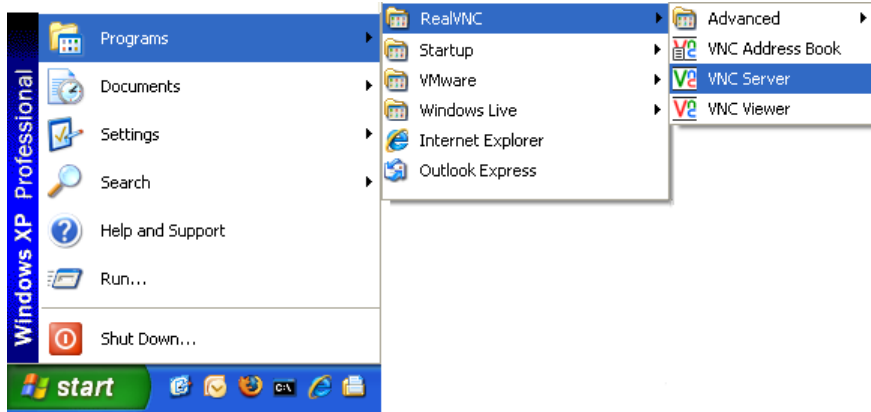 Windows XP Professional
Programs
Documents
Settings
Search
Help and Support
Run...
Shut Down...
start
C:\
RealVNC
Startup
VMware
Windows Live
Internet Explorer
Outlook Express
Advanced
VNC Address Book
VNC Server
VNC Viewer